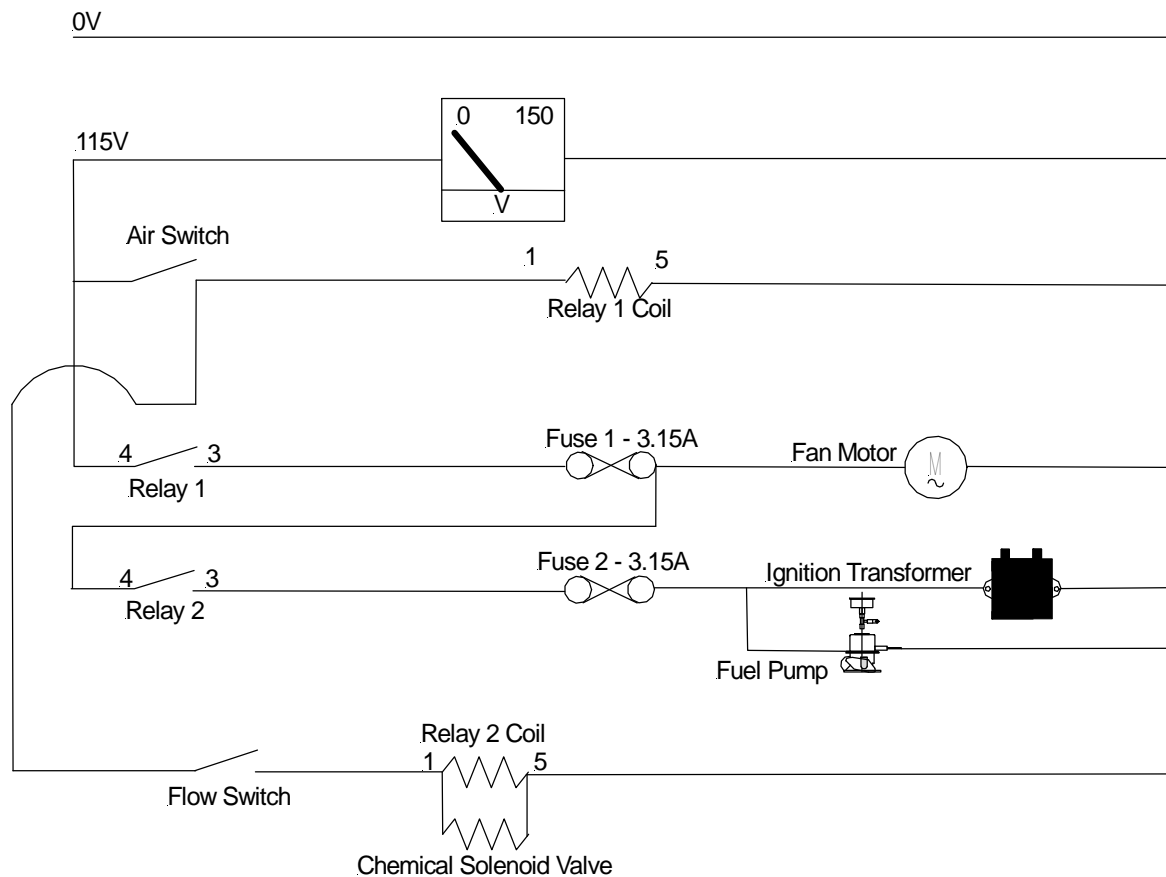 0V
0 150
115V
V
Air Switch
1 5
Relay 1 Coil
Fuse 1 - 3.15A
4 3
Fan Motor
M
Relay 1
Fuse 2 - 3.15A
4 3
Ignition Transformer
Relay 2
Fuel Pump
Relay 2 Coil
1 5
Flow Switch
Chemical Solenoid Valve